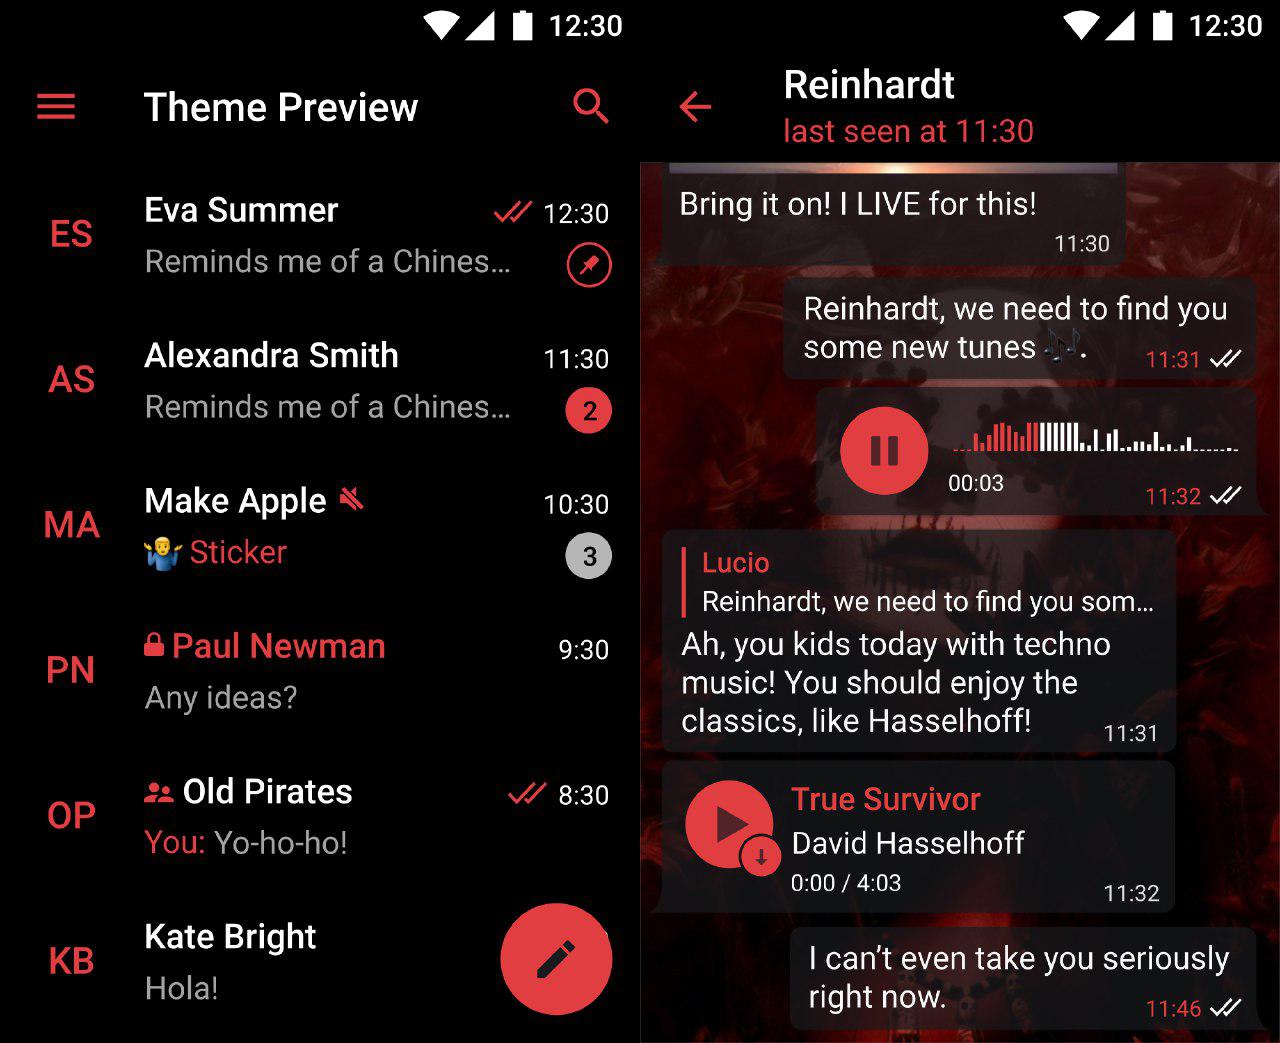 12:30
Theme Preview
ES
Eva Summer
12:30
Reminds me of a Chines...
AS
Alexandra Smith
11:30
Reminds me of a Chines...
2
MA
Make Apple
10:30
Sticker
3
PN
Paul Newman
9:30
Any ideas?
OP
Old Pirates
8:30
You: Yo-ho-ho!
KB
Kate Bright
Hola!
12:30
Reinhardt
last seen at 11:30
Bring it on! I LIVE for this!
11:30
Reinhardt, we need to find you
some new tunes 🎶.
11:31
00:03
11:32
Lucio
Reinhardt, we need to find you som...
Ah, you kids today with techno
music! You should enjoy the
classics, like Hasselhoff!
11:31
True Survivor
David Hasselhoff
0:00 / 4:03
11:32
I can’t even take you seriously
right now.
11:46